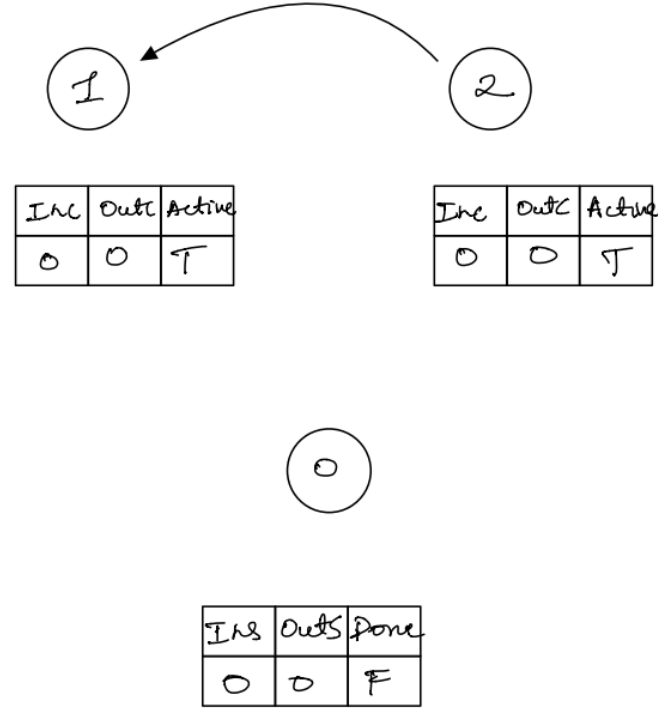 1 2
Inc Outc Active
0 0 T
Inc Outc Active
0 0 T
0
Ins Outs Done
0 0 F